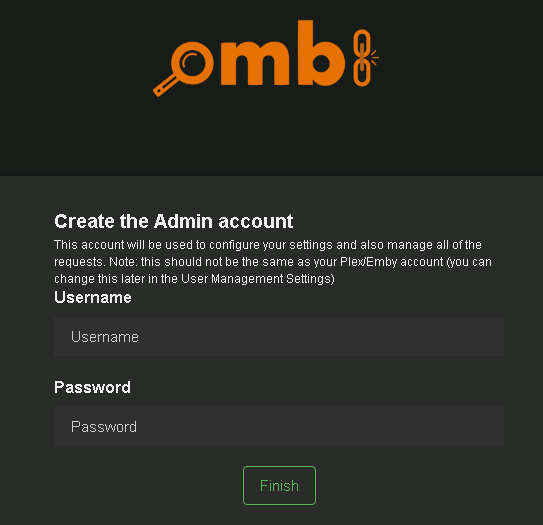 ombi
Create the Admin account
This account will be used to configure your settings and also manage all of the
requests. Note: this should not be the same as your Plex/Emby account (you can
change this later in the User Management Settings)
Username
Username
Password
Password
Finish